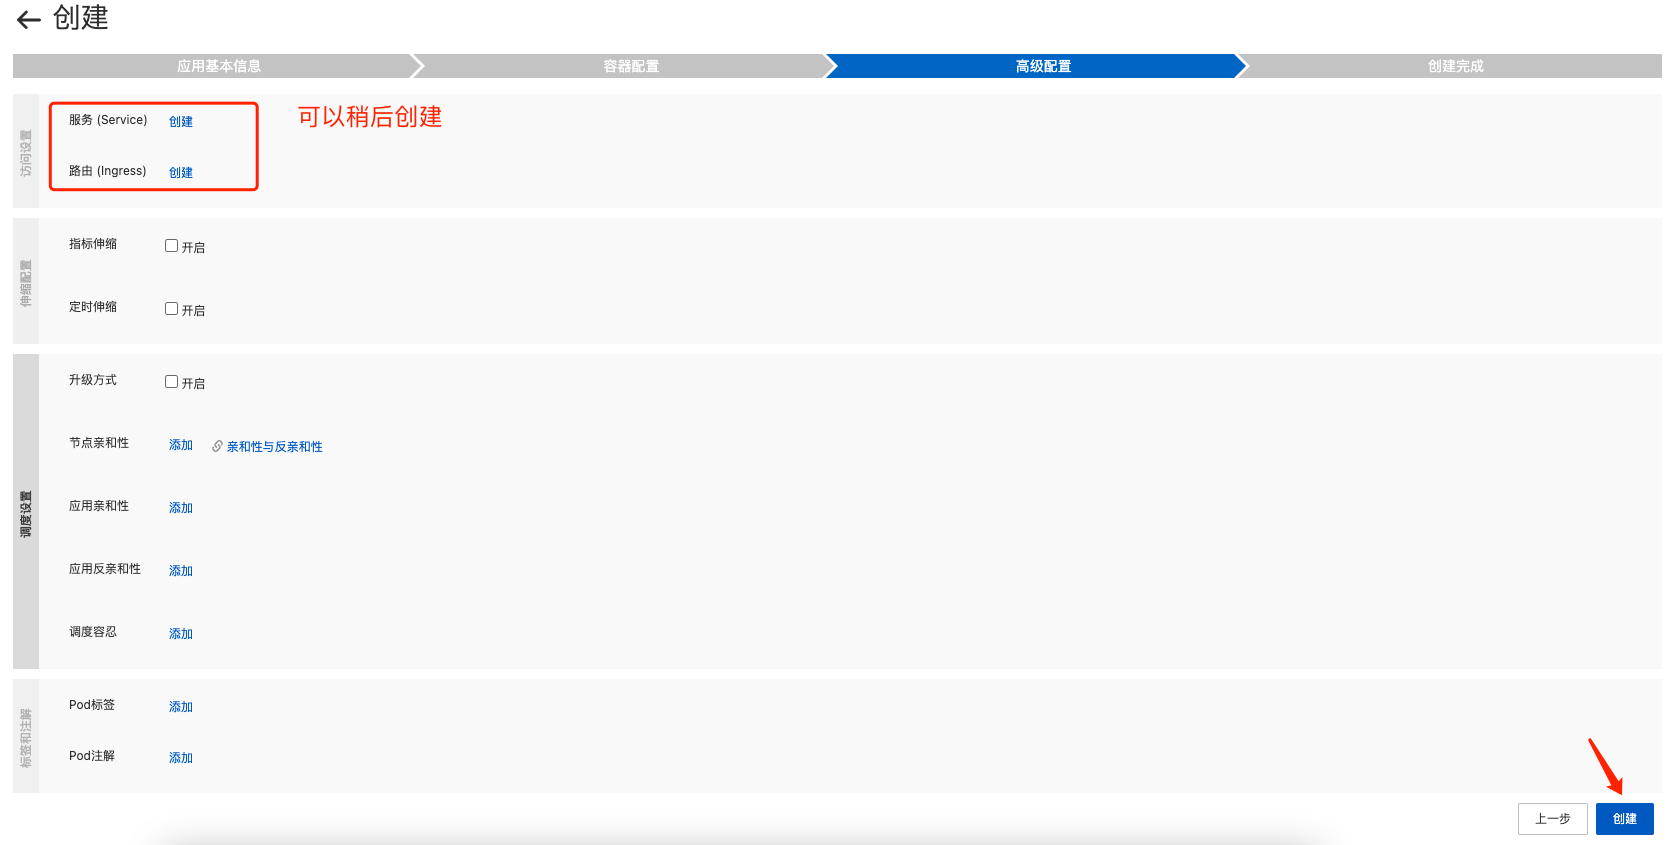 创建
应用基本信息
容器配置
高级配置
创建完成
访问设置
服务 (Service) 创建
可以稍后创建
路由 (Ingress) 创建
伸缩配置
指标伸缩 开启
定时伸缩 开启
调度设置
升级方式 开启
节点亲和性 添加 亲和性与反亲和性
应用亲和性 添加
应用反亲和性 添加
调度容忍 添加
标签和注解
Pod标签 添加
Pod注解 添加
上一步 创建